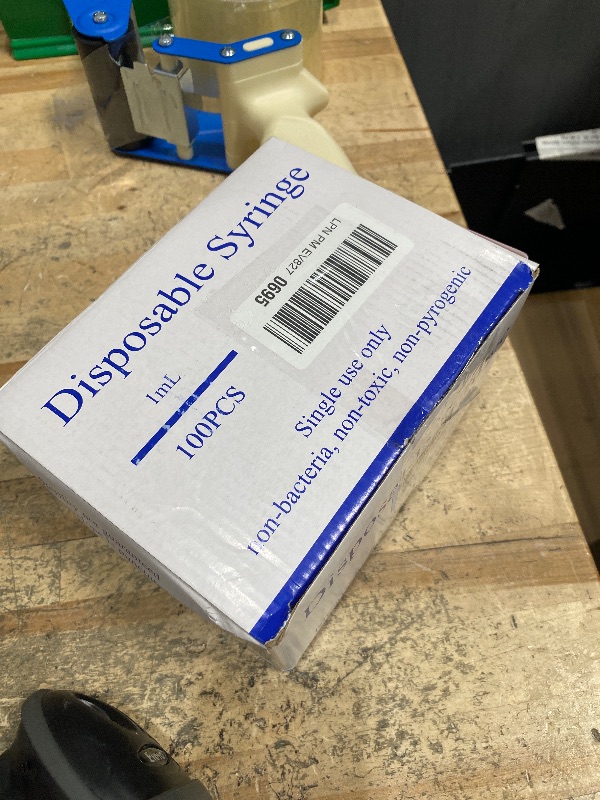 Disposable Syringe
1mL
100PCS
LPN PM EV827 0695
Single use only
non-bacteria, non-toxic, non-pyrogenic